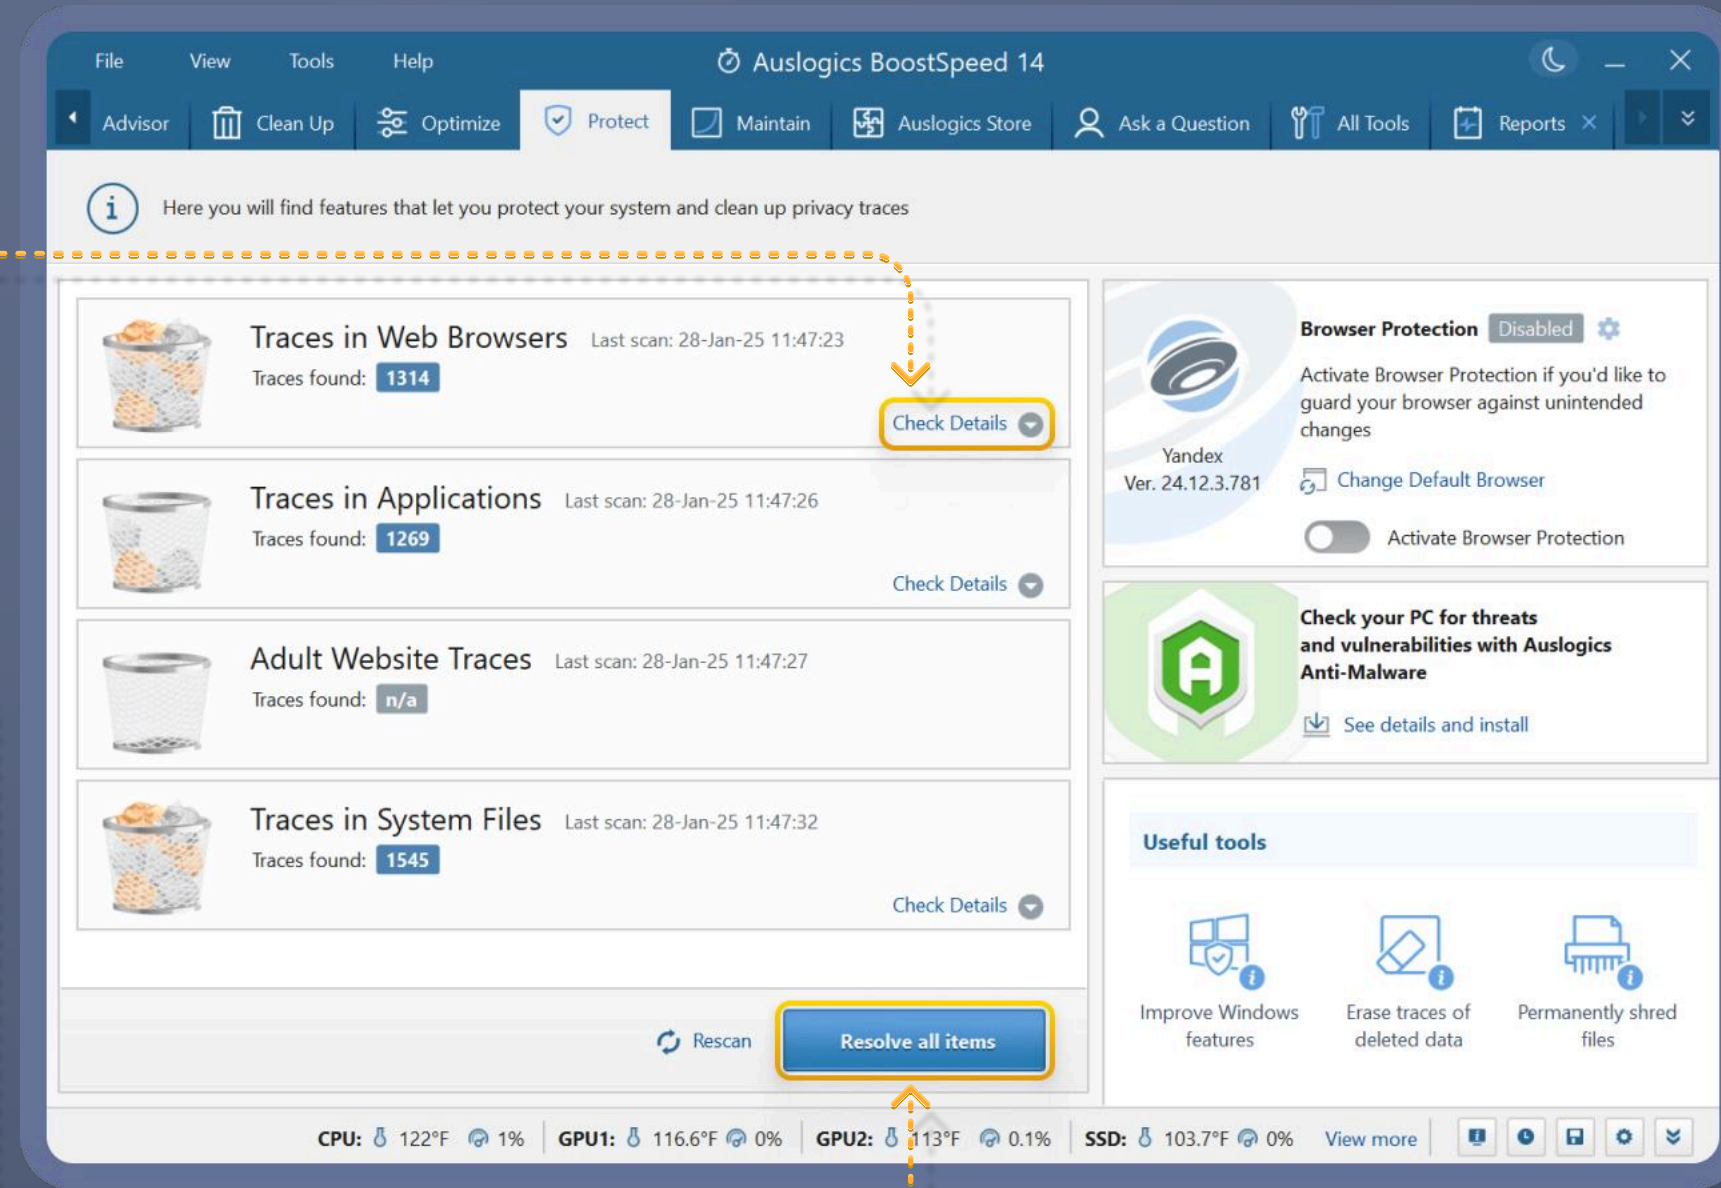 File View Tools Help
Auslogics BoostSpeed 14
Advisor Clean Up Optimize Protect Maintain Auslogics Store Ask a Question All Tools Reports
Here you will find features that let you protect your system and clean up privacy traces
Traces in Web Browsers Last scan: 28-Jan-25 11:47:23
Traces found: 1314
Check Details
Traces in Applications Last scan: 28-Jan-25 11:47:26
Traces found: 1269
Check Details
Adult Website Traces Last scan: 28-Jan-25 11:47:27
Traces found: n/a
Traces in System Files Last scan: 28-Jan-25 11:47:32
Traces found: 1545
Check Details
Rescan
Resolve all items
Yandex
Ver. 24.12.3.781
Browser Protection Disabled
Activate Browser Protection if you'd like to
guard your browser against unintended
changes
Change Default Browser
Activate Browser Protection
Check your PC for threats
and vulnerabilities with Auslogics
Anti-Malware
See details and install
Useful tools
Improve Windows
features
Erase traces of
deleted data
Permanently shred
files
CPU: 122°F 1% GPU1: 116.6°F 0% GPU2: 113°F 0.1% SSD: 103.7°F 0% View more